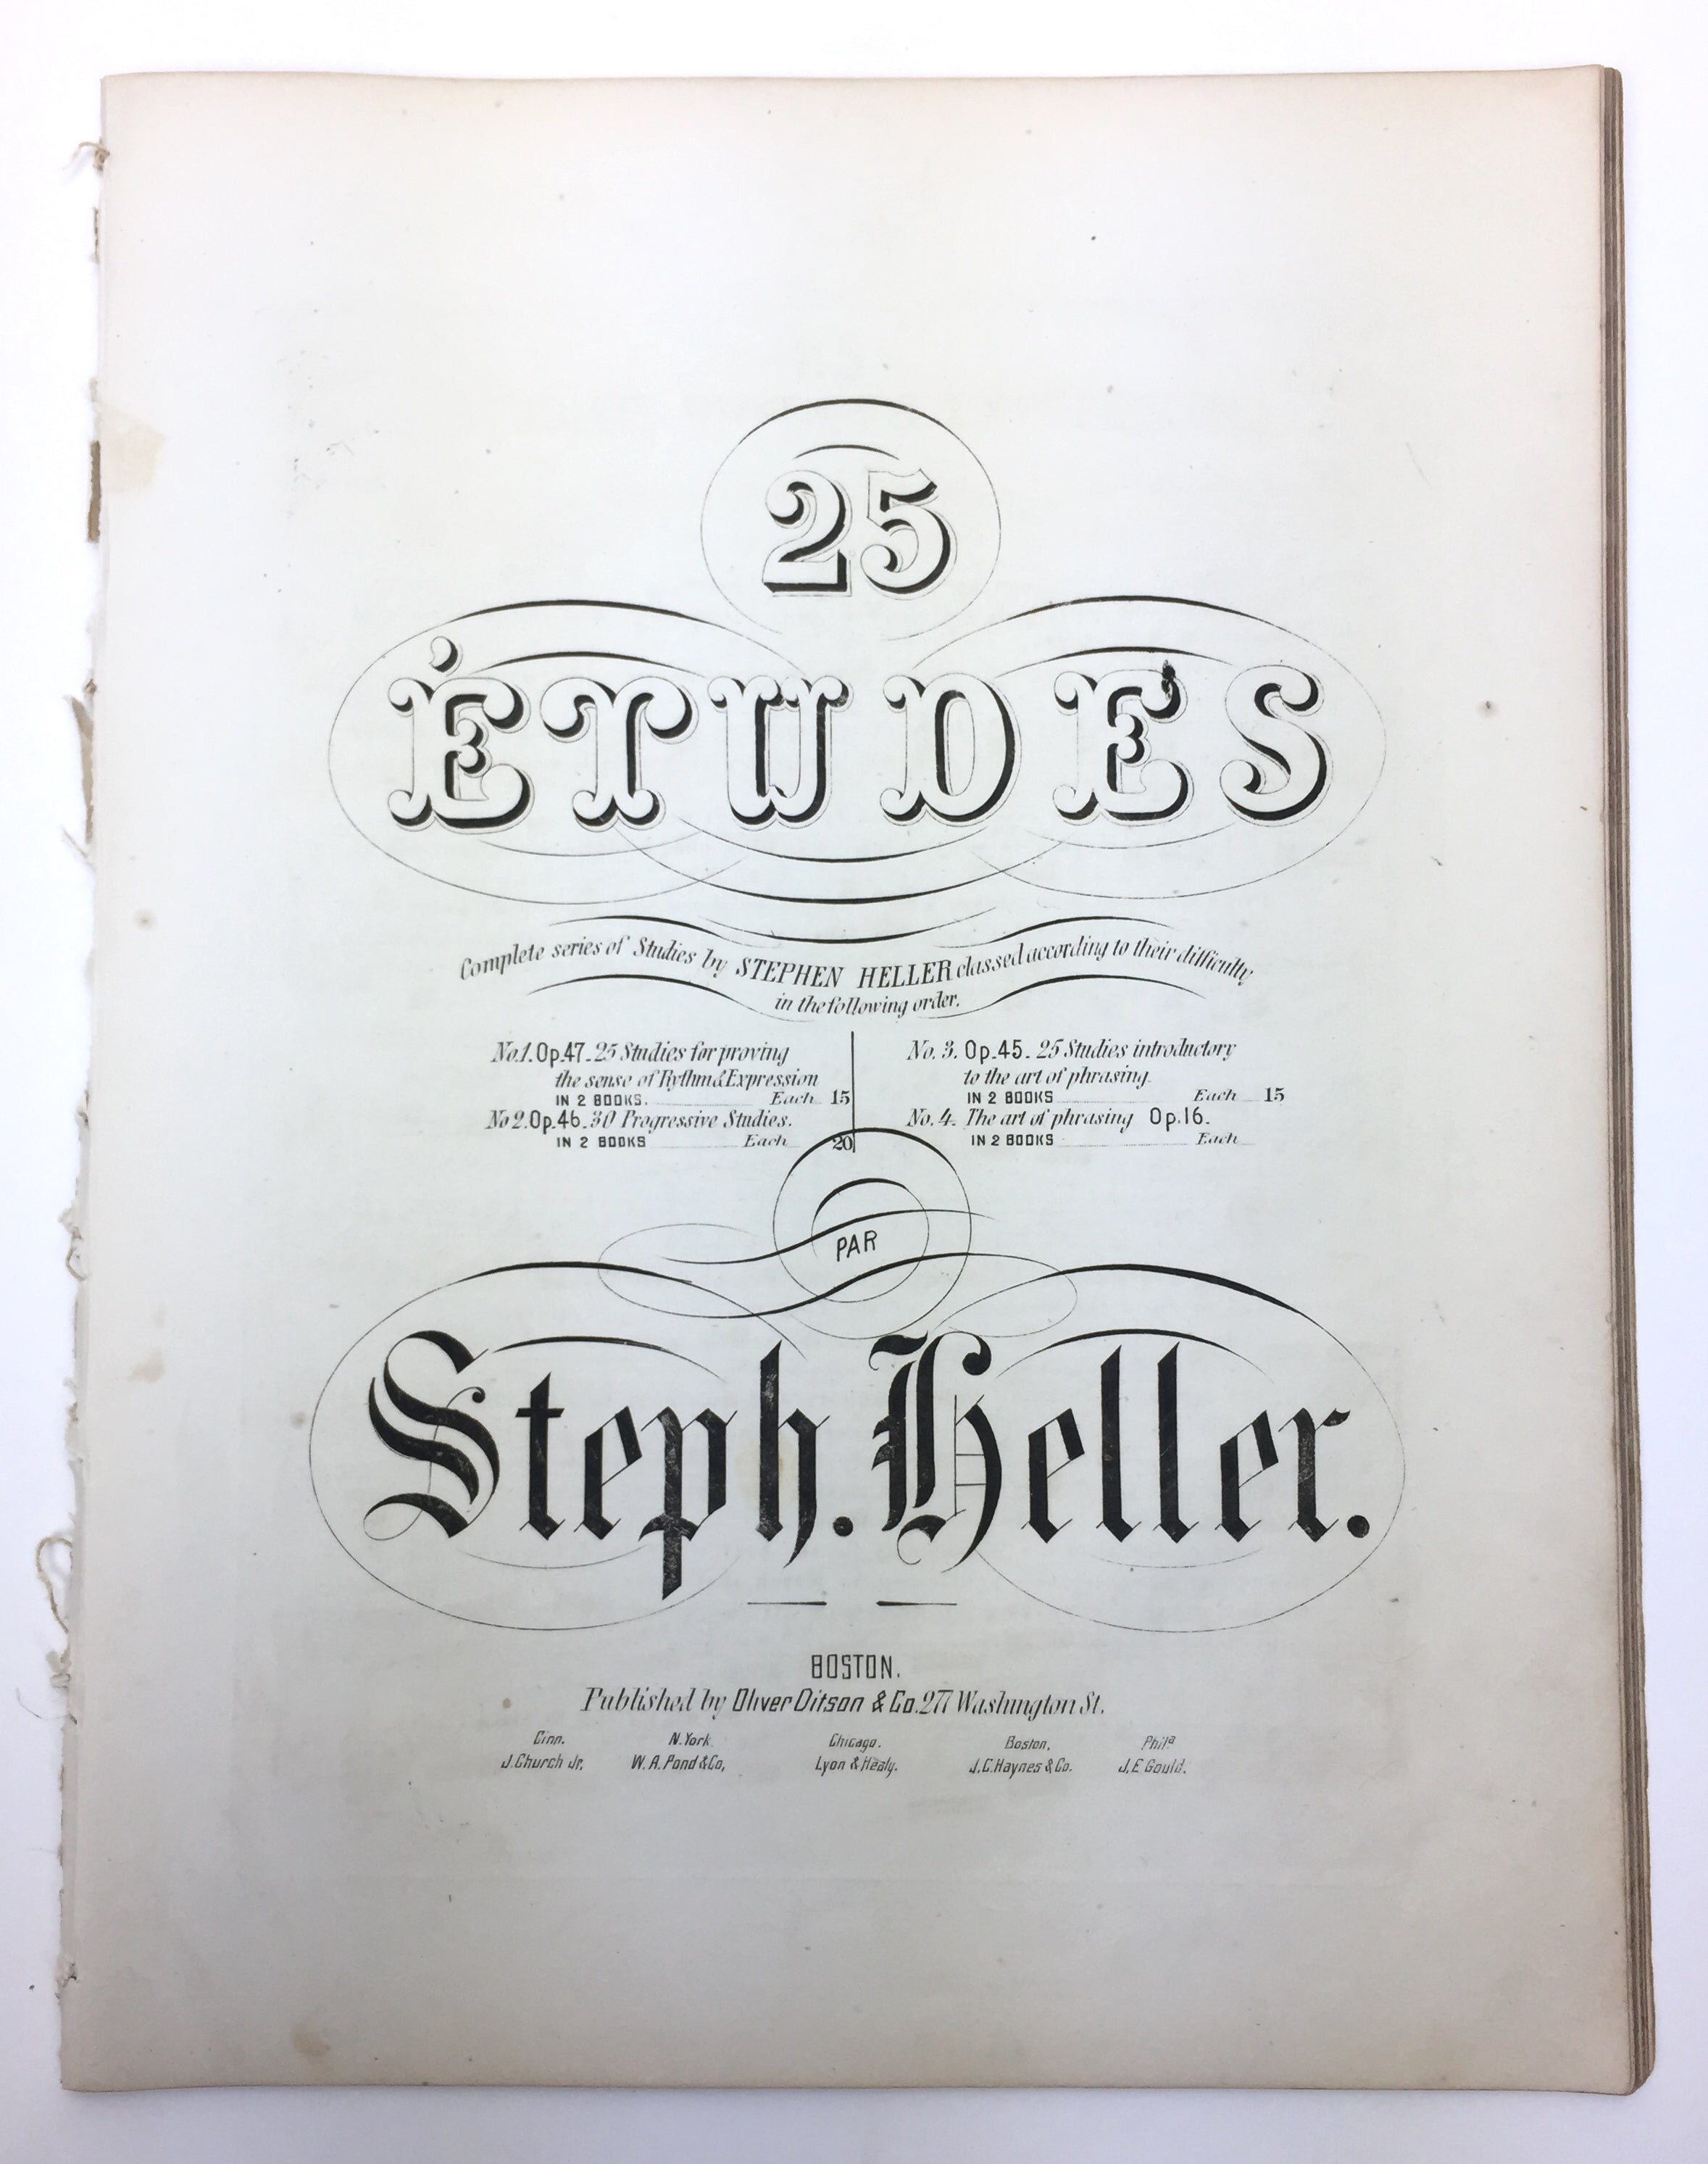 25
ÉTUDES
Complete series of Studies by STEPHEN HELLER classed according to their difficulty
in the following order.
No.1. Op.47. 25 Studies for proving
the sense of Rythm & Expression
IN 2 BOOKS. Each 15
No 2. Op.46. 30 Progressive Studies.
IN 2 BOOKS Each 20
No. 3. Op.45. 25 Studies introductory
to the art of phrasing.
IN 2 BOOKS Each 15
No. 4. The art of phrasing Op.16.
IN 2 BOOKS Each
PAR
Steph. Heller.
BOSTON.
Published by Oliver Ditson & Co. 277 Washington St.
Cinn. N.York. Chicago. Boston, Phila
J.Church Jr. W.A.Pond & Co, Lyon & Healy. J.C.Haynes & Co. J.E Gould.